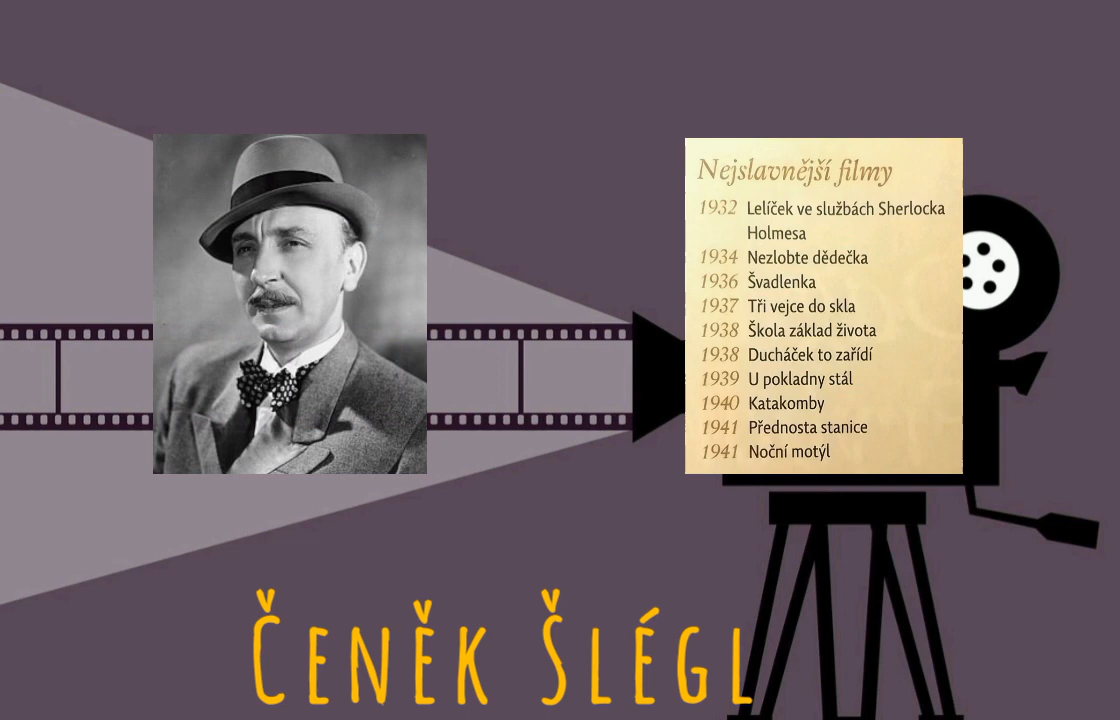 Nejslavnější filmy
1932 Lelíček ve službách Sherlocka
Holmesa
1934 Nezlobte dědečka
1936 Švadlenka
1937 Tři vejce do skla
1938 Škola základ života
1938 Ducháček to zařídí
1939 U pokladny stál
1940 Katakomby
1941 Přednosta stanice
1941 Noční motýl
Čeněk Šlégl